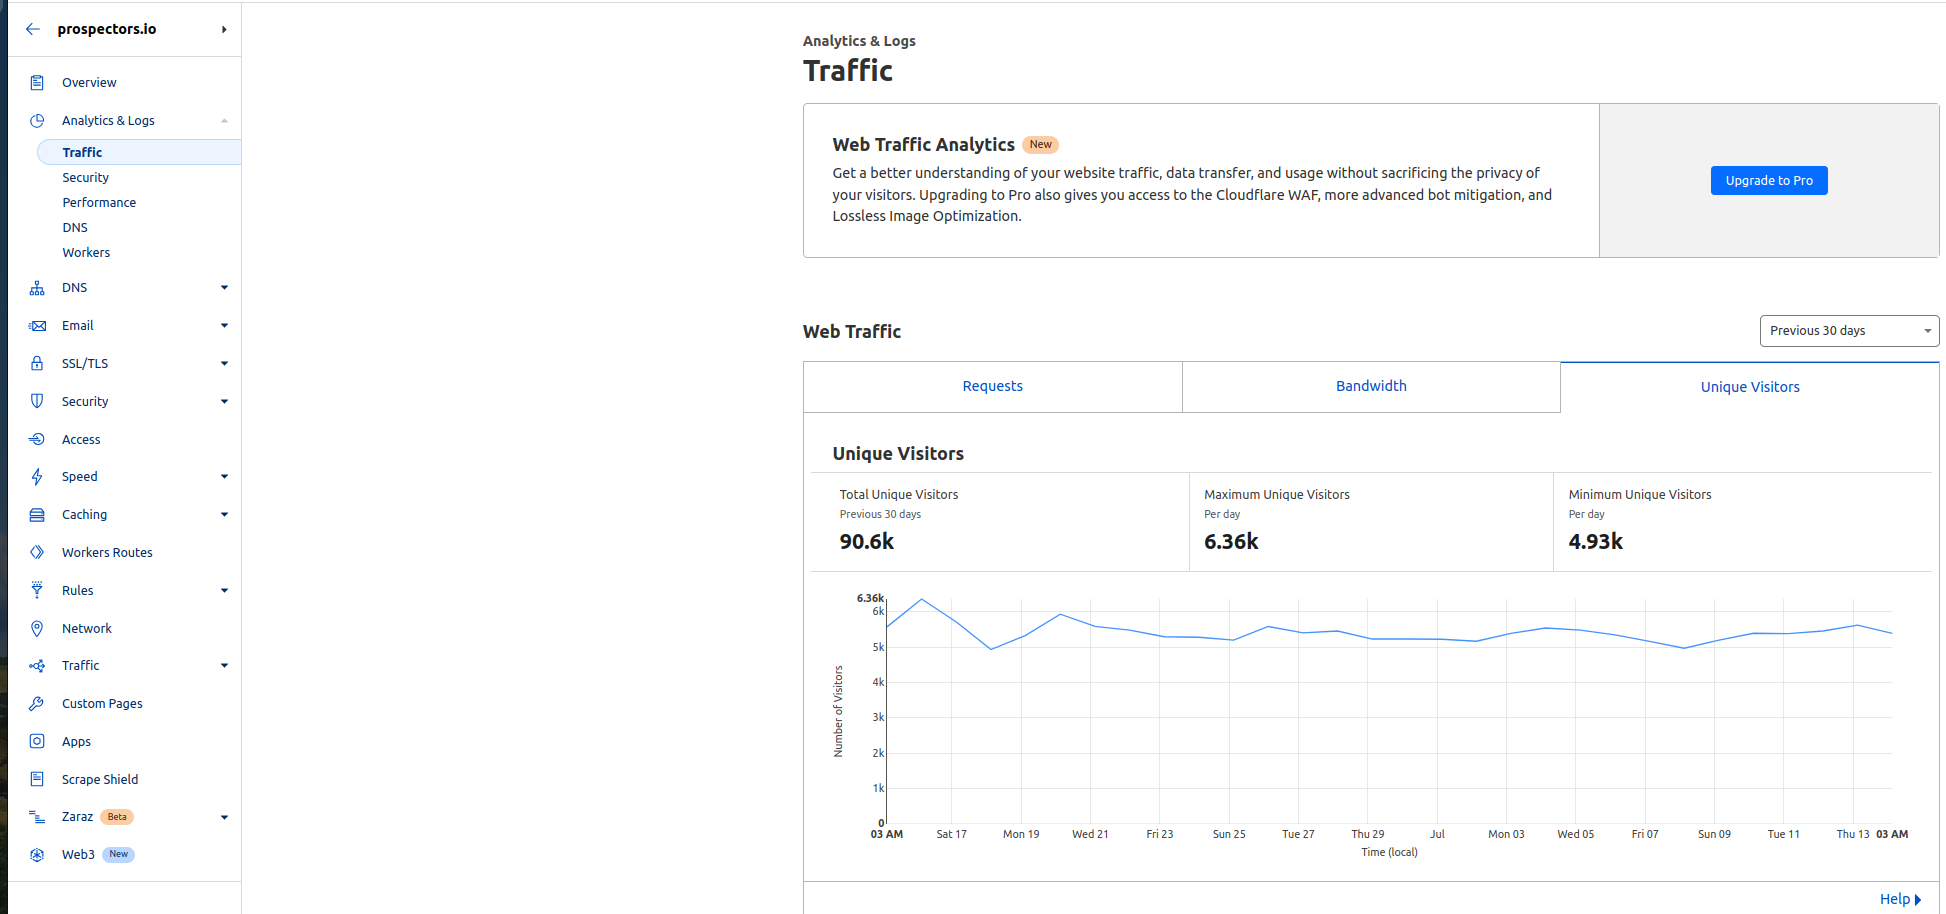 prospectors.io
Overview
Analytics & Logs
Traffic
Security
Performance
DNS
Workers
DNS
Email
SSL/TLS
Security
Access
Speed
Caching
Workers Routes
Rules
Network
Traffic
Custom Pages
Apps
Scrape Shield
Zaraz Beta
Web3 New
Analytics & Logs
Traffic
Web Traffic Analytics New
Get a better understanding of your website traffic, data transfer, and usage without sacrificing the privacy of
your visitors. Upgrading to Pro also gives you access to the Cloudflare WAF, more advanced bot mitigation, and
Lossless Image Optimization.
Upgrade to Pro
Web Traffic
Previous 30 days
Requests Bandwidth Unique Visitors
Unique Visitors
Total Unique Visitors
Previous 30 days
90.6k
Maximum Unique Visitors
Per day
6.36k
Minimum Unique Visitors
Per day
4.93k
Number of Visitors
6.36k
6k
5k
4k
3k
2k
1k
0
03 AM Sat 17 Mon 19 Wed 21 Fri 23 Sun 25 Tue 27 Thu 29 Jul Mon 03 Wed 05 Fri 07 Sun 09 Tue 11 Thu 13 03 AM
Time (local)
Help